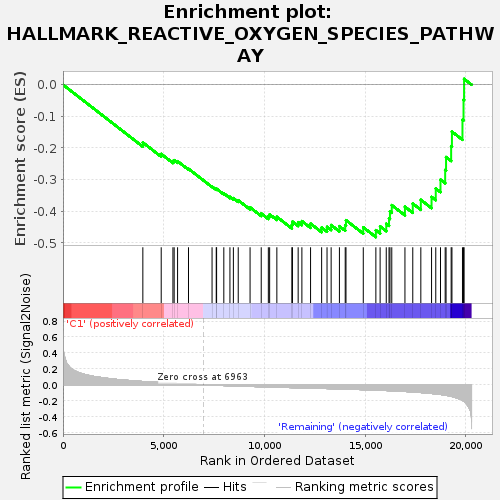 Enrichment plot:
HALLMARK_REACTIVE_OXYGEN_SPECIES_PATHW
AY
Enrichment score (ES)
0.0
-0.1
-0.2
-0.3
-0.4
-0.5
'C1' (positively correlated)
Ranked list metric (Signal2Noise)
0.8
0.6
0.4
0.2
0.0
-0.2
-0.4
-0.6
Zero cross at 6963
'Remaining' (negatively correlated)
0
5,000
10,000
15,000
20,000
Rank in Ordered Dataset
Enrichment profile
Hits
Ranking metric scores